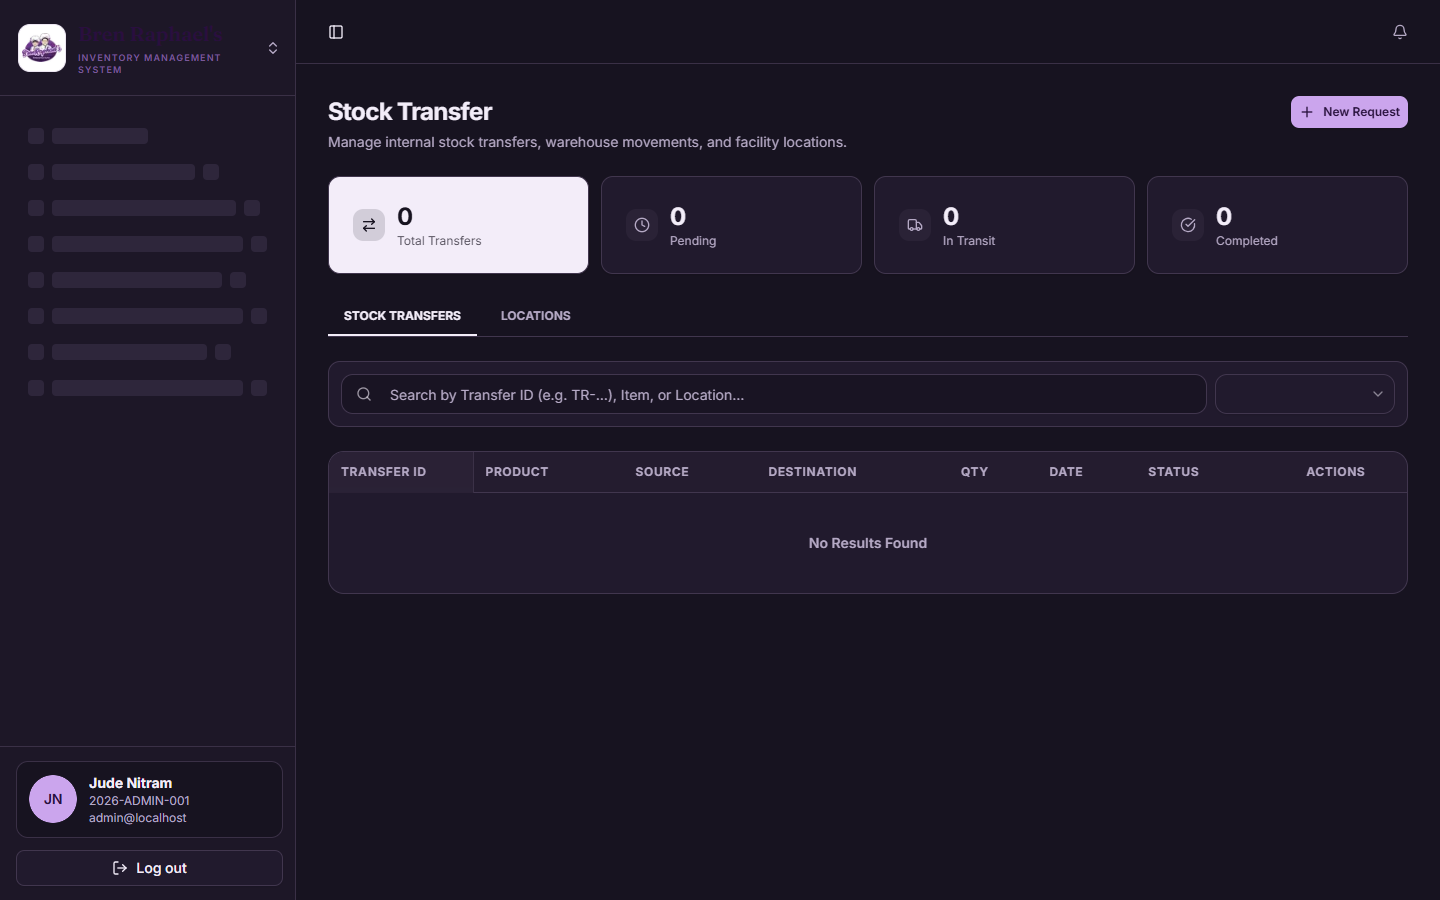 INVENTORY MANAGEMENT
SYSTEM
Stock Transfer
Manage internal stock transfers, warehouse movements, and facility locations.
New Request
0
Total Transfers
0
Pending
0
In Transit
0
Completed
STOCK TRANSFERS
LOCATIONS
Search by Transfer ID (e.g. TR-...), Item, or Location...
TRANSFER ID PRODUCT SOURCE DESTINATION QTY DATE STATUS ACTIONS
No Results Found
JN
Jude Nitram
2026-ADMIN-001
admin@localhost
Log out